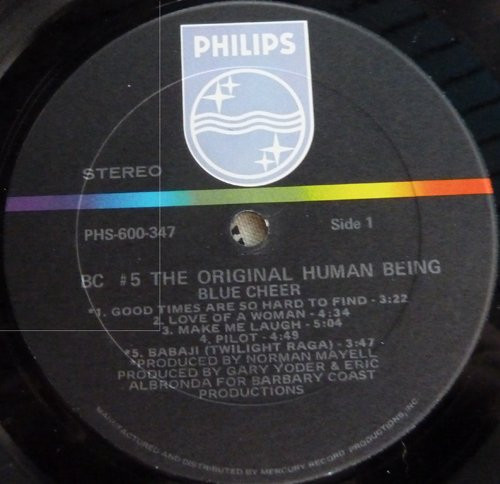 PHILIPS
STEREO
PHS-600-347
Side 1
BC #5 THE ORIGINAL HUMAN BEING
BLUE CHEER
*1. GOOD TIMES ARE SO HARD TO FIND - 3:22
2. LOVE OF A WOMAN - 4:34
3. MAKE ME LAUGH - 5:04
4. PILOT - 4:49
*5. BABAJI (TWILIGHT RAGA) - 3:47
*PRODUCED BY NORMAN MAYELL
PRODUCED BY GARY YODER & ERIC
ALBRONDA FOR BARBARY COAST
PRODUCTIONS
MANUFACTURED AND DISTRIBUTED BY MERCURY RECORD PRODUCTIONS, INC.